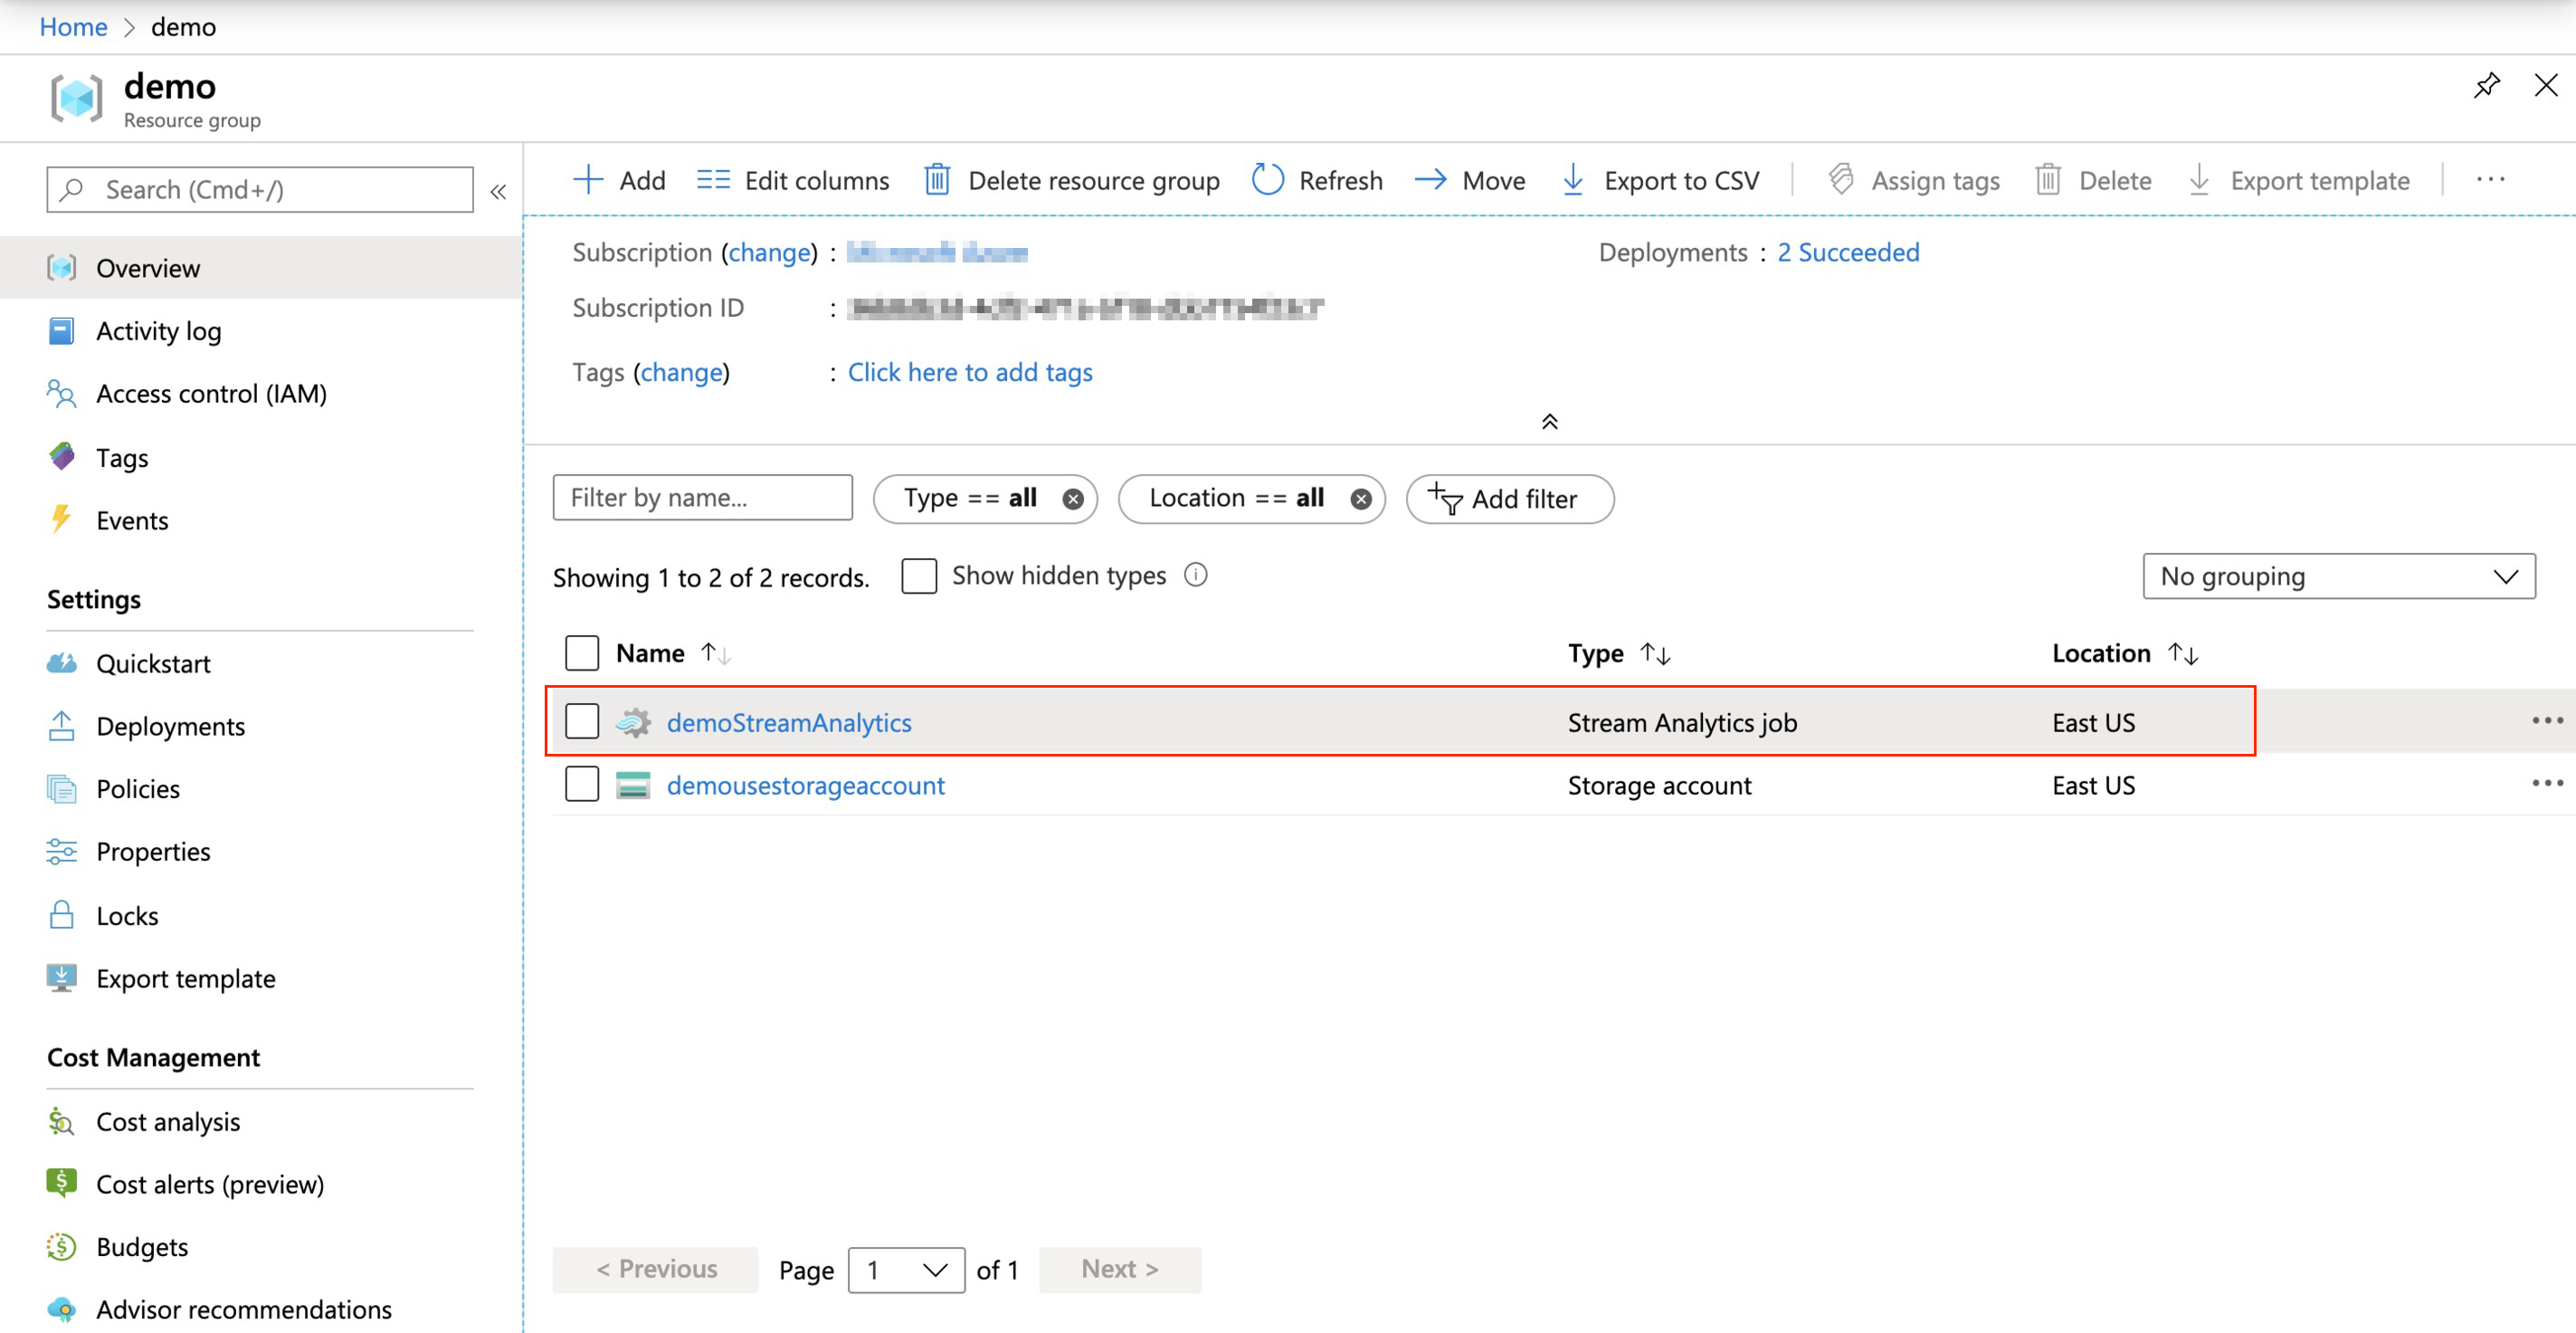 Home > demo
demo
Resource group
Search (Cmd+/)
«
Overview
Activity log
Access control (IAM)
Tags
Events
Settings
Quickstart
Deployments
Policies
Properties
Locks
Export template
Cost Management
Cost analysis
Cost alerts (preview)
Budgets
Advisor recommendations
Add Edit columns Delete resource group Refresh Move Export to CSV Assign tags Delete Export template ...
Subscription (change) :
Deployments : 2 Succeeded
Subscription ID :
Tags (change) : Click here to add tags
Filter by name... Type == all Location == all Add filter
Showing 1 to 2 of 2 records. Show hidden types No grouping
Name ↑↓ Type ↑↓ Location ↑↓
demoStreamAnalytics Stream Analytics job East US ...
demousestorageaccount Storage account East US ...
< Previous Page 1 of 1 Next >